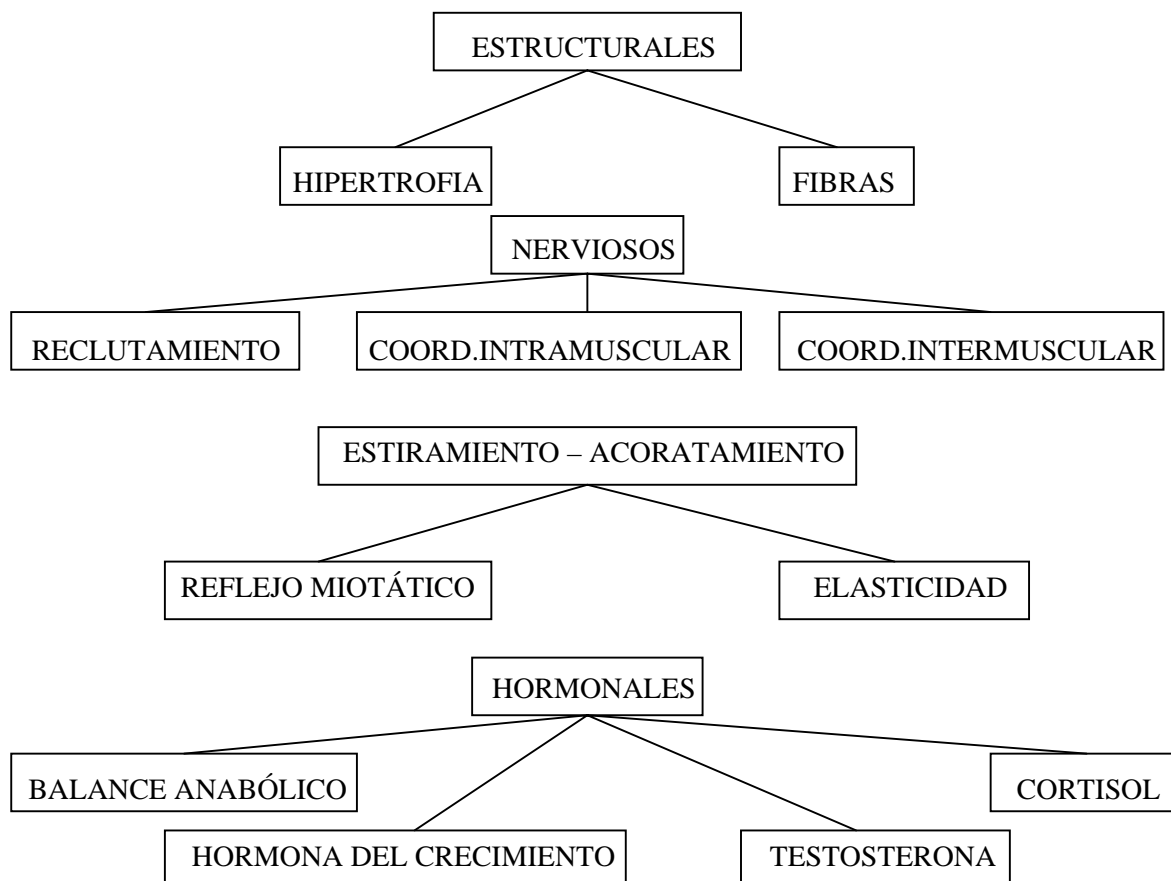 ESTRUCTURALES
HIPERTROFIA
FIBRAS
NERVIOSOS
RECLUTAMIENTO
COORD.INTRAMUSCULAR
COORD.INTERMUSCULAR
ESTIRAMIENTO – ACORATAMIENTO
REFLEJO MIOTÁTICO
ELASTICIDAD
HORMONALES
BALANCE ANABÓLICO
CORTISOL
HORMONA DEL CRECIMIENTO
TESTOSTERONA